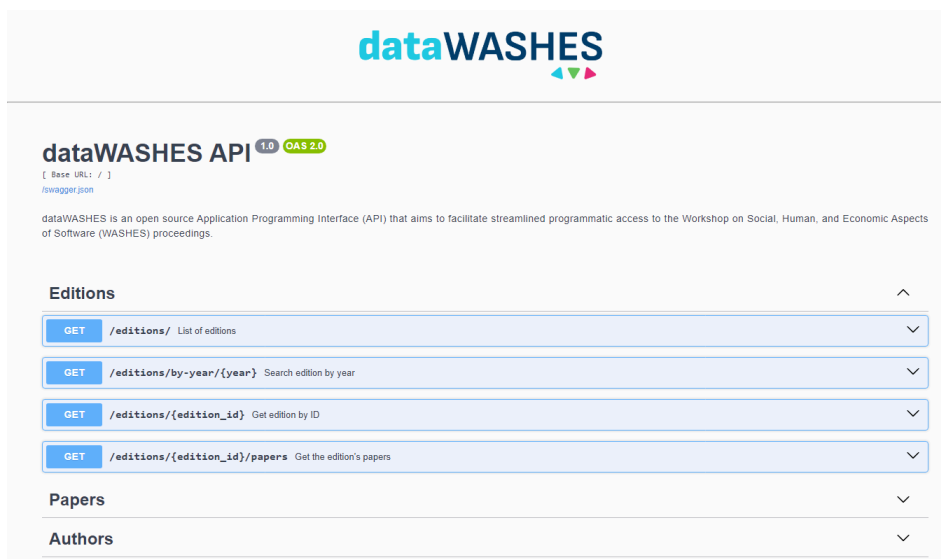 dataWASHES
dataWASHES API 1.0 OAS 2.0
[ Base URL: / ]
/swagger.json
dataWASHES is an open source Application Programming Interface (API) that aims to facilitate streamlined programmatic access to the Workshop on Social, Human, and Economic Aspects
of Software (WASHES) proceedings.
Editions
GET /editions/ List of editions
GET /editions/by-year/{year} Search edition by year
GET /editions/{edition_id} Get edition by ID
GET /editions/{edition_id}/papers Get the edition's papers
Papers
Authors